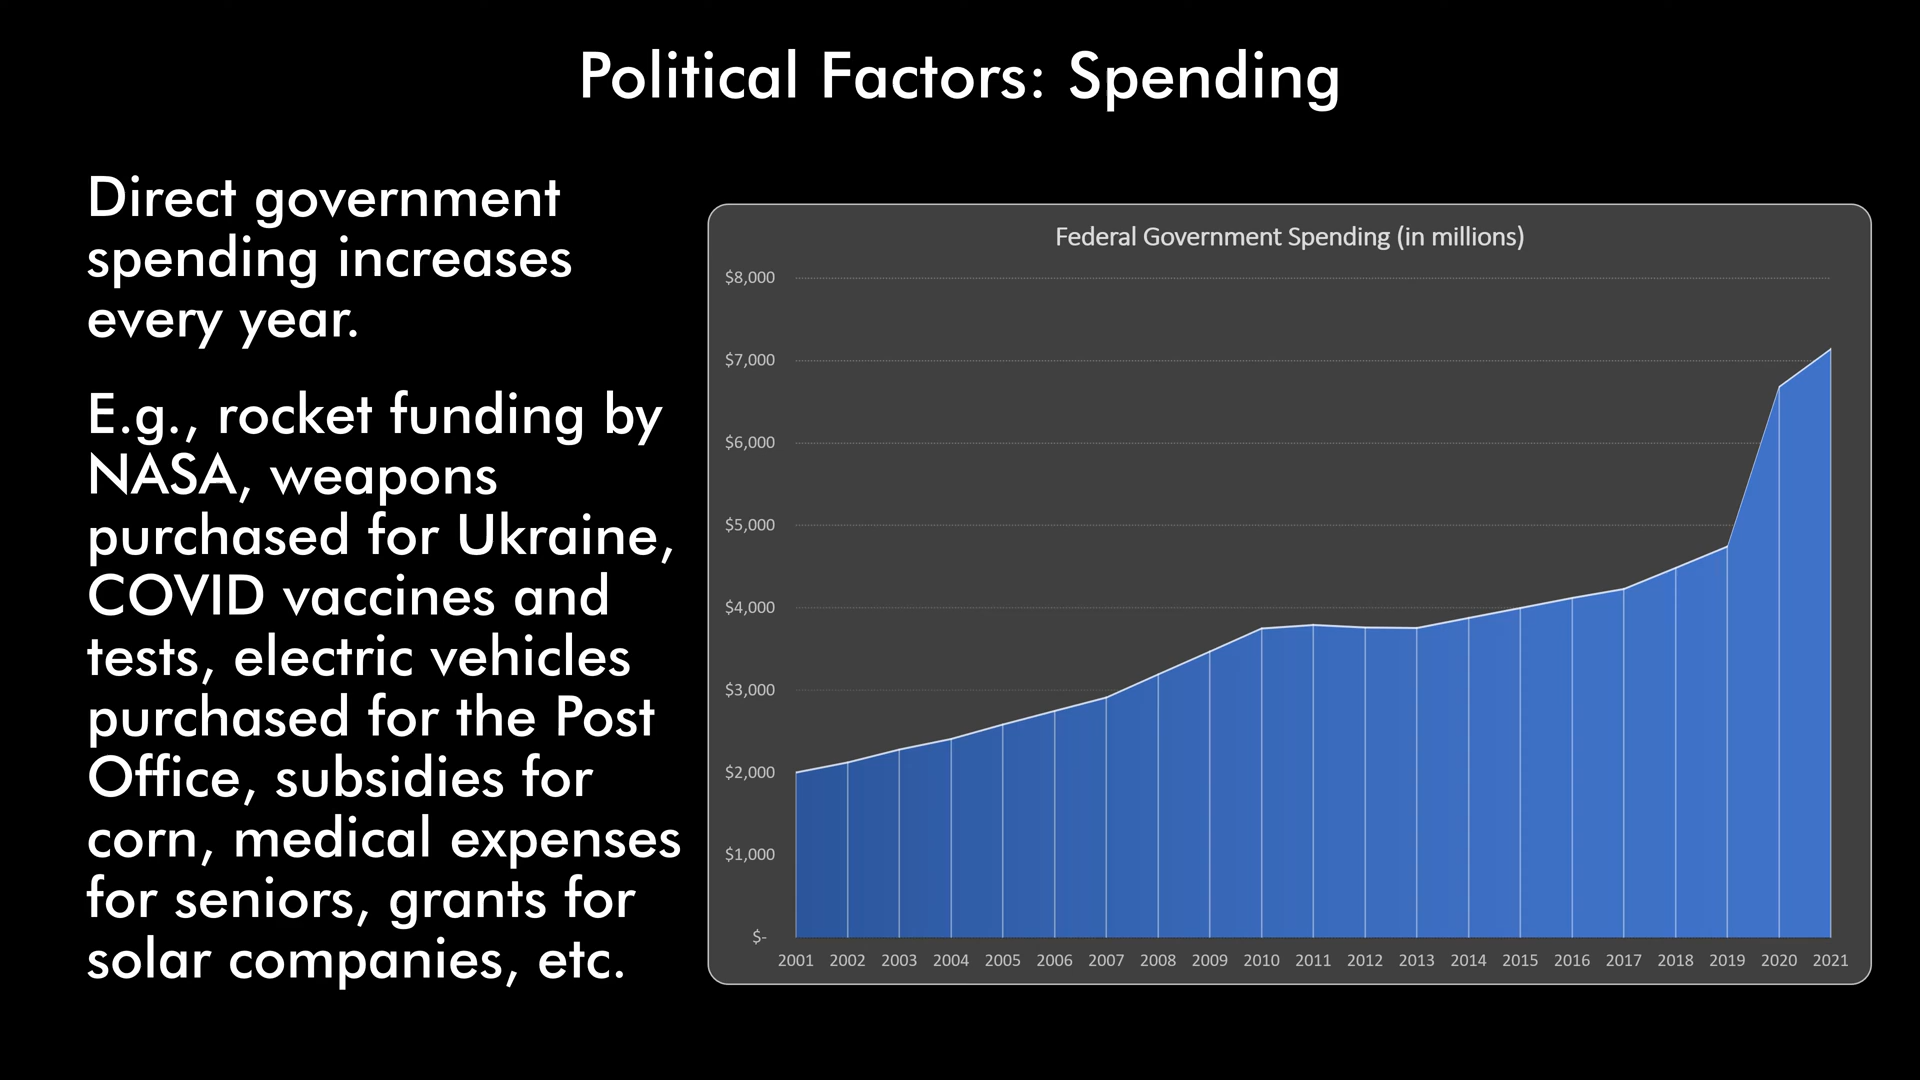 Political Factors: Spending
Direct government
spending increases
every year.
E.g., rocket funding by
NASA, weapons
purchased for Ukraine,
COVID vaccines and
tests, electric vehicles
purchased for the Post
Office, subsidies for
corn, medical expenses
for seniors, grants for
solar companies, etc.
Federal Government Spending (in millions)
$8,000
$7,000
$6,000
$5,000
$4,000
$3,000
$2,000
$1,000
$-
2001 2002 2003 2004 2005 2006 2007 2008 2009 2010 2011 2012 2013 2014 2015 2016 2017 2018 2019 2020 2021